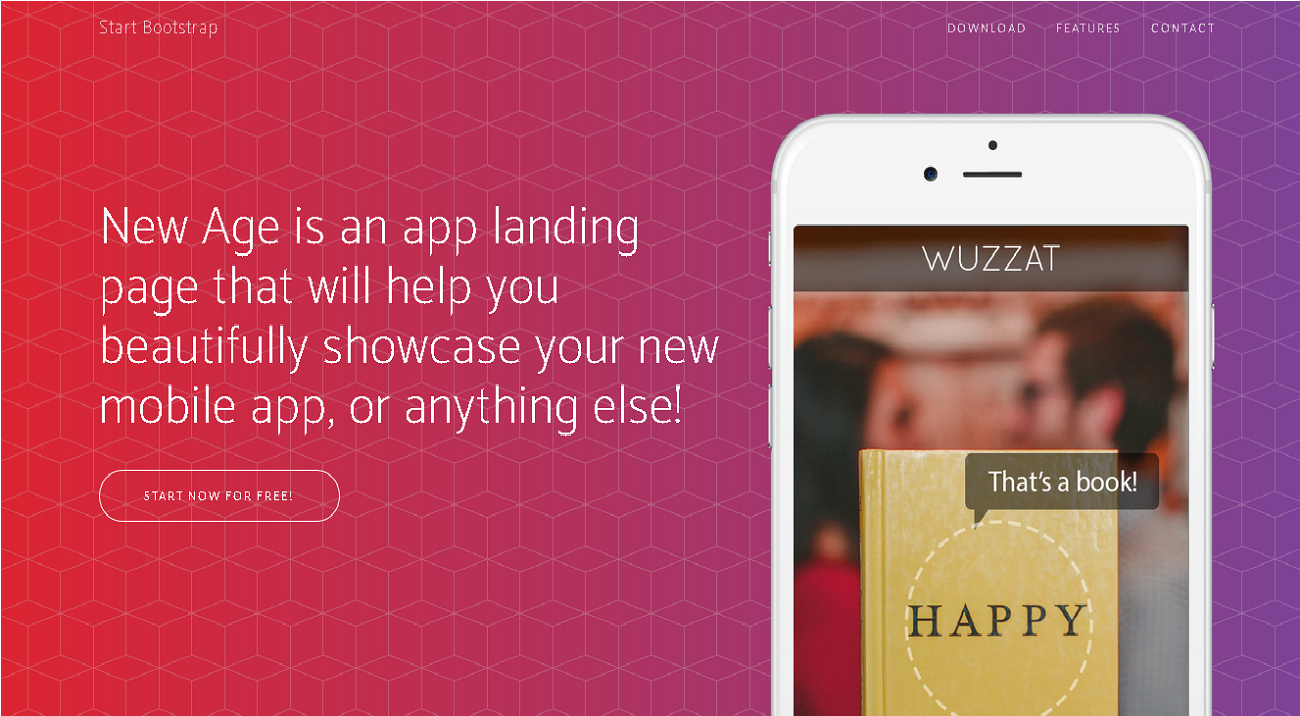 Start Bootstrap
DOWNLOAD FEATURES CONTACT
New Age is an app landing
page that will help you
beautifully showcase your new
mobile app, or anything else!
START NOW FOR FREE!
WUZZAT
That's a book!
HAPPY